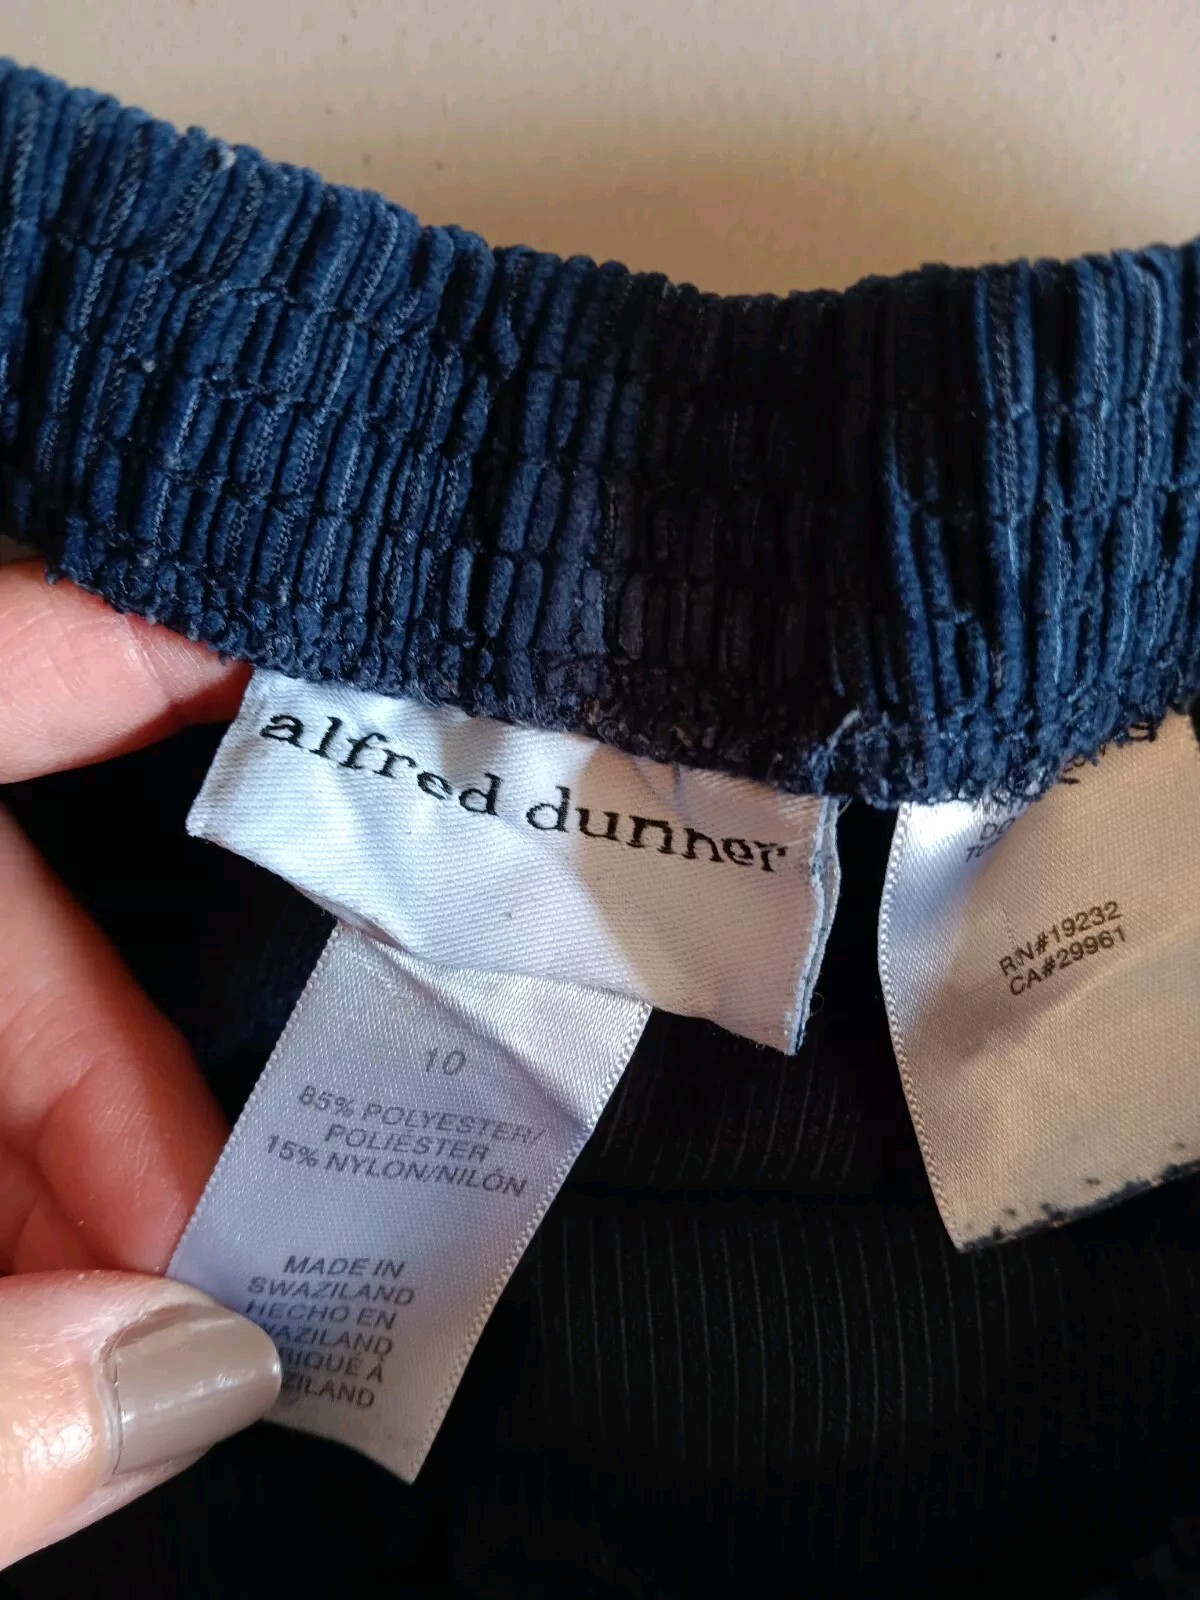 alfred dunner
10
85% POLYESTER/
POLIESTER
15% NYLON/NILÓN
MADE IN
SWAZILAND
HECHO EN
RN#19232
CA#29961